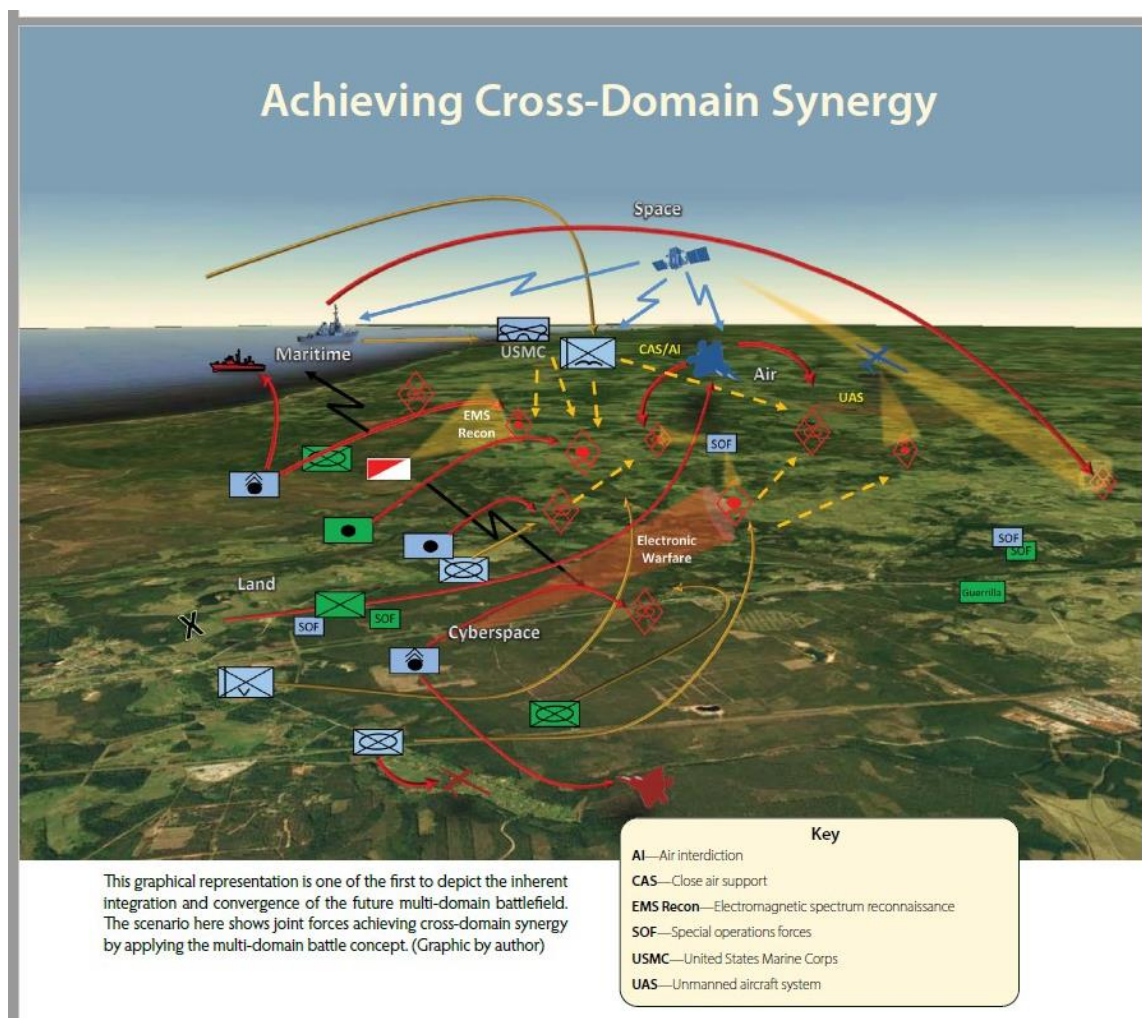 Achieving Cross-Domain Synergy
Space
Maritime
USMC
CAS/AI
Air
UAS
EMS
Recon
SOF
Electronic
Warfare
SOF
SOF
Guerrilla
Land
SOF
SOF
Cyberspace
This graphical representation is one of the first to depict the inherent
integration and convergence of the future multi-domain battlefield.
The scenario here shows joint forces achieving cross-domain synergy
by applying the multi-domain battle concept. (Graphic by author)
Key
AI—Air interdiction
CAS—Close air support
EMS Recon—Electromagnetic spectrum reconnaissance
SOF—Special operations forces
USMC—United States Marine Corps
UAS—Unmanned aircraft system